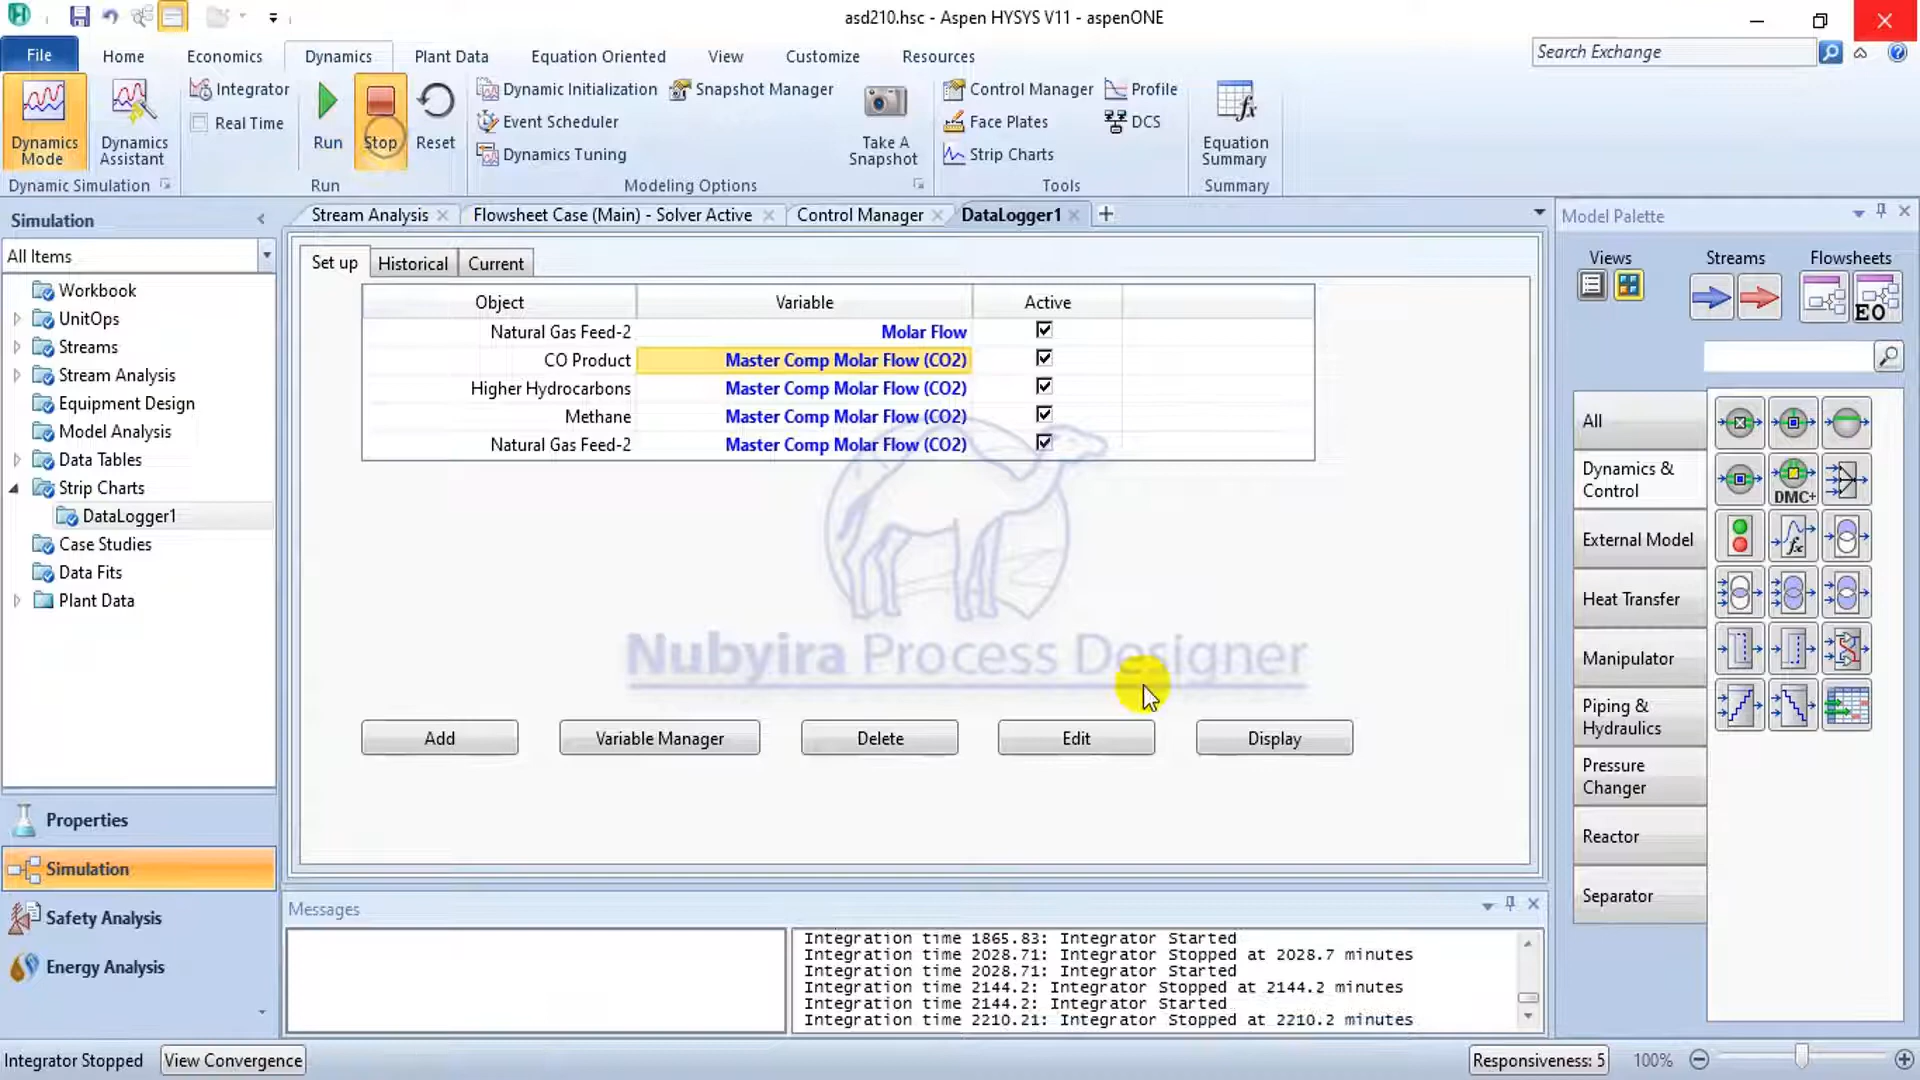 asd210.hsc - Aspen HYSYS V11 - aspenONE
File
Home
Economics
Dynamics
Plant Data
Equation Oriented
View
Customize
Resources
Search Exchange
Dynamics Mode
Dynamics Assistant
Integrator
Real Time
Run
Stop
Reset
Dynamic Initialization
Event Scheduler
Dynamics Tuning
Snapshot Manager
Take A Snapshot
Control Manager
Face Plates
Strip Charts
Profile
DCS
Equation Summary
Dynamic Simulation
Run
Modeling Options
Tools
Summary
Simulation
All Items
Workbook
UnitOps
Streams
Stream Analysis
Equipment Design
Model Analysis
Data Tables
Strip Charts
DataLogger1
Case Studies
Data Fits
Plant Data
Properties
Simulation
Safety Analysis
Energy Analysis
Stream Analysis
Flowsheet Case (Main) - Solver Active
Control Manager
DataLogger1
Set up
Historical
Current
Object Variable Active
Natural Gas Feed-2 Molar Flow
CO Product Master Comp Molar Flow (CO2)
Higher Hydrocarbons Master Comp Molar Flow (CO2)
Methane Master Comp Molar Flow (CO2)
Natural Gas Feed-2 Master Comp Molar Flow (CO2)
Nubyira Process Designer
Add
Variable Manager
Delete
Edit
Display
Messages
Integration time 1865.83: Integrator Started
Integration time 2028.71: Integrator Stopped at 2028.7 minutes
Integration time 2028.71: Integrator Started
Integration time 2144.2: Integrator Stopped at 2144.2 minutes
Integration time 2144.2: Integrator Started
Integration time 2210.21: Integrator Stopped at 2210.2 minutes
Model Palette
Views
Streams
Flowsheets
EO
All
Dynamics & Control
External Model
Heat Transfer
Manipulator
Piping & Hydraulics
Pressure Changer
Reactor
Separator
DMC+
fx
Integrator Stopped
View Convergence
Responsiveness: 5
100%